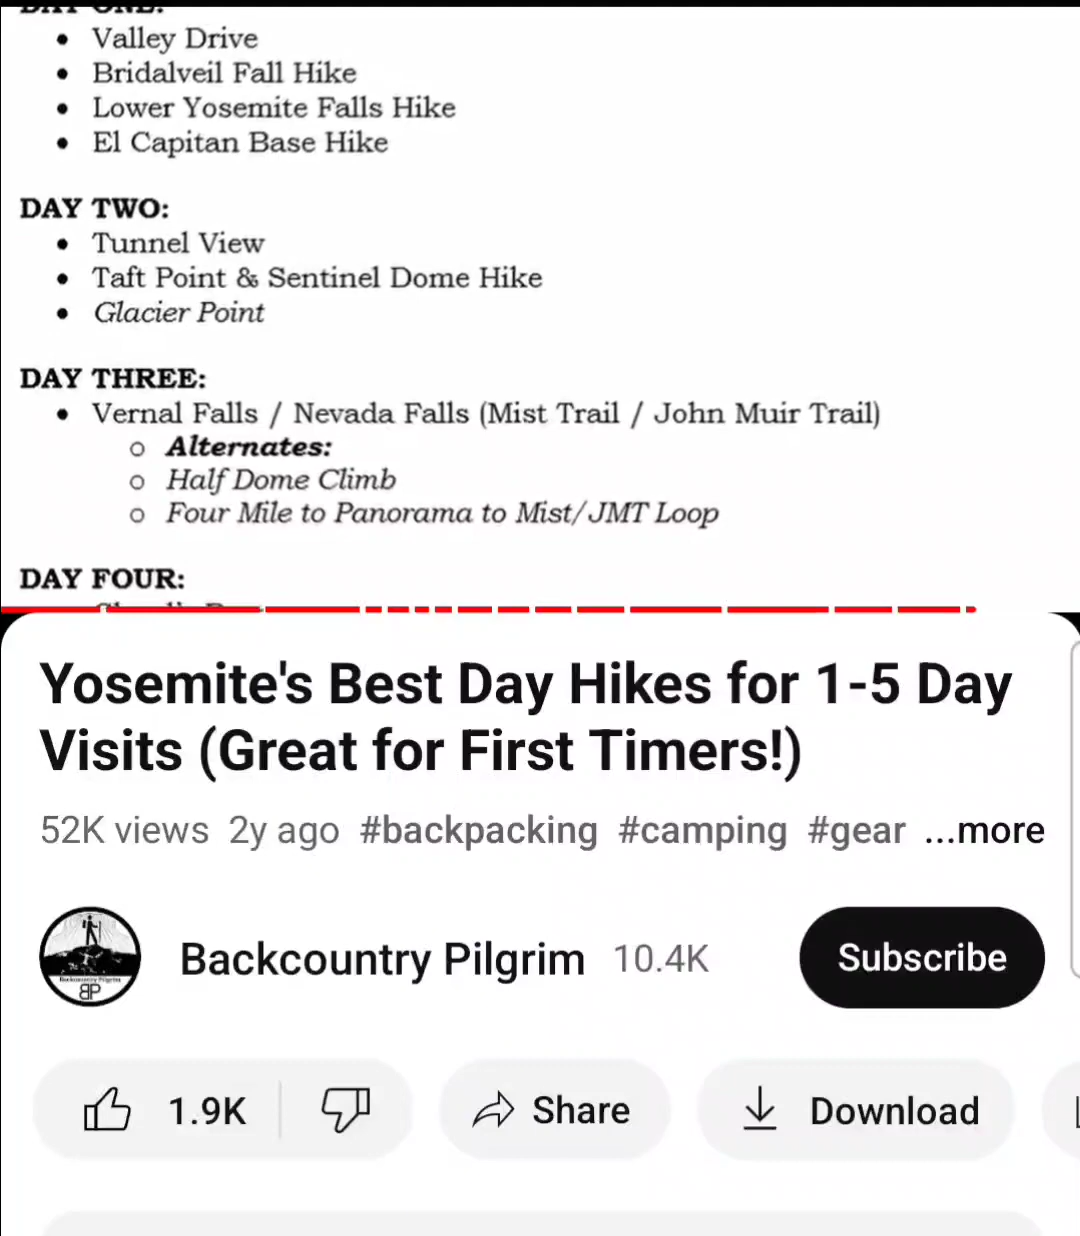 DAY ONE:
• Valley Drive
• Bridalveil Fall Hike
• Lower Yosemite Falls Hike
• El Capitan Base Hike
DAY TWO:
• Tunnel View
• Taft Point & Sentinel Dome Hike
• Glacier Point
DAY THREE:
• Vernal Falls / Nevada Falls (Mist Trail / John Muir Trail)
o Alternates:
o Half Dome Climb
o Four Mile to Panorama to Mist/JMT Loop
DAY FOUR:
Yosemite's Best Day Hikes for 1-5 Day
Visits (Great for First Timers!)
52K views 2y ago #backpacking #camping #gear ...more
BP
Backcountry Pilgrim 10.4K Subscribe
1.9K Share Download